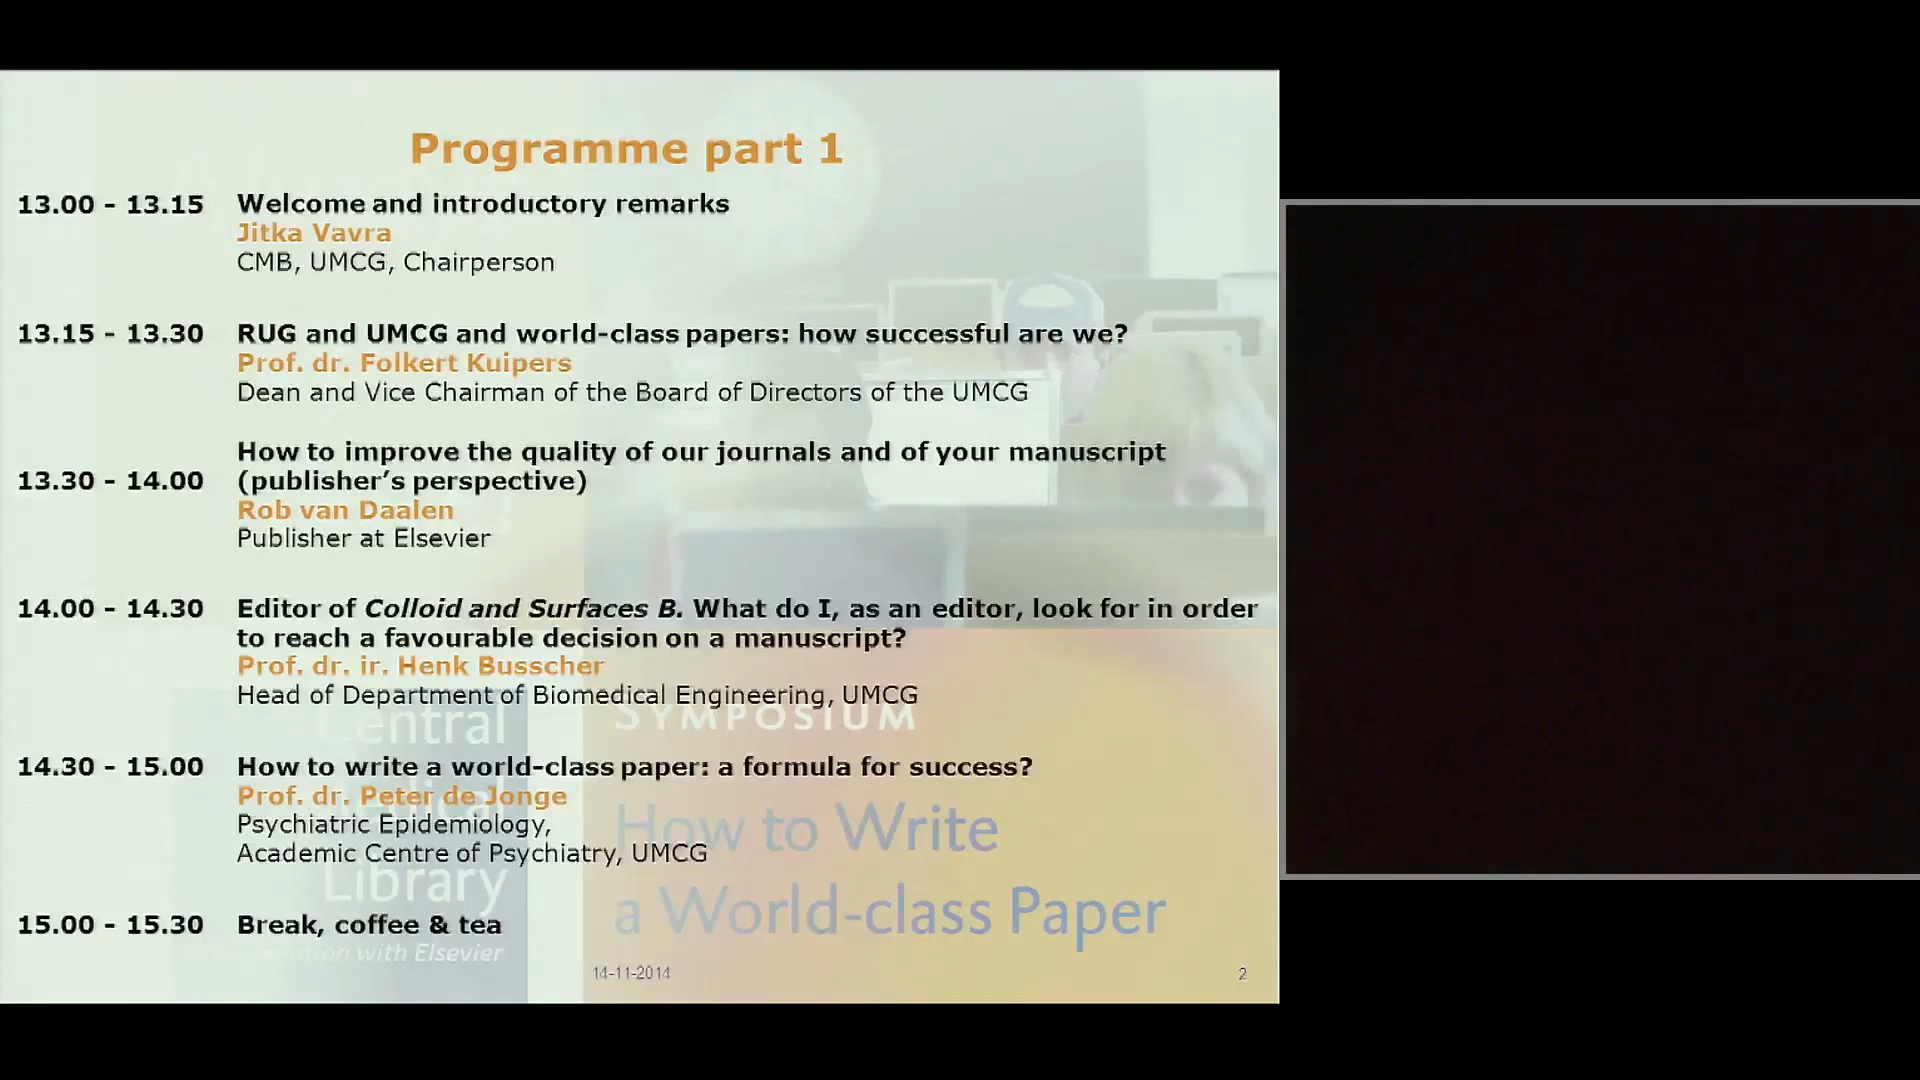 Programme part 1
13.00 - 13.15 Welcome and introductory remarks
Jitka Vavra
CMB, UMCG, Chairperson
13.15 - 13.30 RUG and UMCG and world-class papers: how successful are we?
Prof. dr. Folkert Kuipers
Dean and Vice Chairman of the Board of Directors of the UMCG
How to improve the quality of our journals and of your manuscript
13.30 - 14.00 (publisher's perspective)
Rob van Daalen
Publisher at Elsevier
14.00 - 14.30 Editor of Colloid and Surfaces B. What do I, as an editor, look for in order
to reach a favourable decision on a manuscript?
Prof. dr. ir. Henk Busscher
Head of Department of Biomedical Engineering, UMCG
Central
SYMPOSIUM
14.30 - 15.00 How to write a world-class paper: a formula for success?
Prof. dr. Peter de Jonge
Medical
Psychiatric Epidemiology,
How to Write
Academic Centre of Psychiatry, UMCG
Library
a World-class Paper
15.00 - 15.30 Break, coffee & tea
with Elsevier
14-11-2014
2